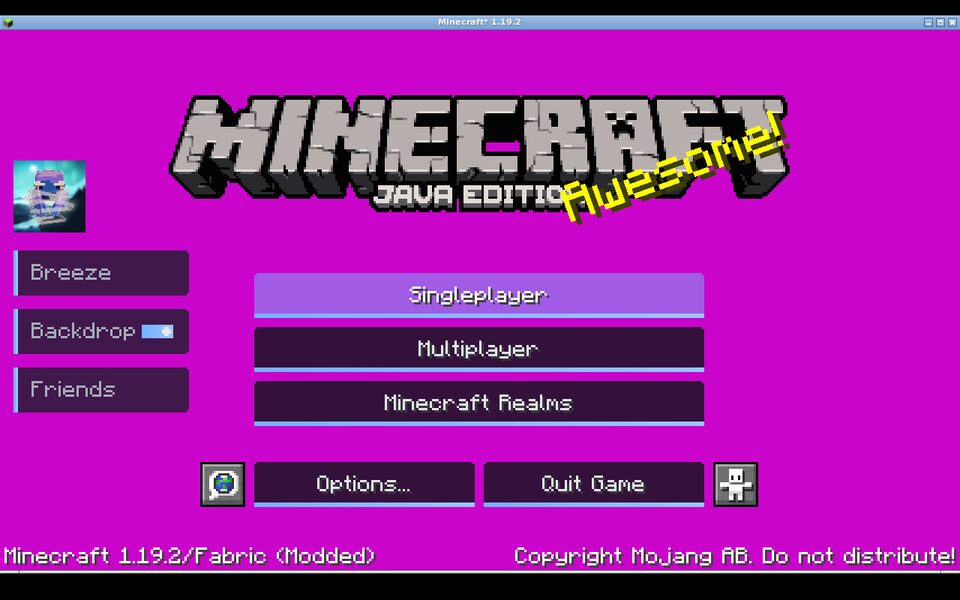 Minecraft* 1.19.2
MINECRAFT
JAVA EDITION
Awesome!
Breeze
Backdrop
Friends
Singleplayer
Multiplayer
Minecraft Realms
Options...
Quit Game
Minecraft 1.19.2/Fabric (Modded)
Copyright Mojang AB. Do not distribute!